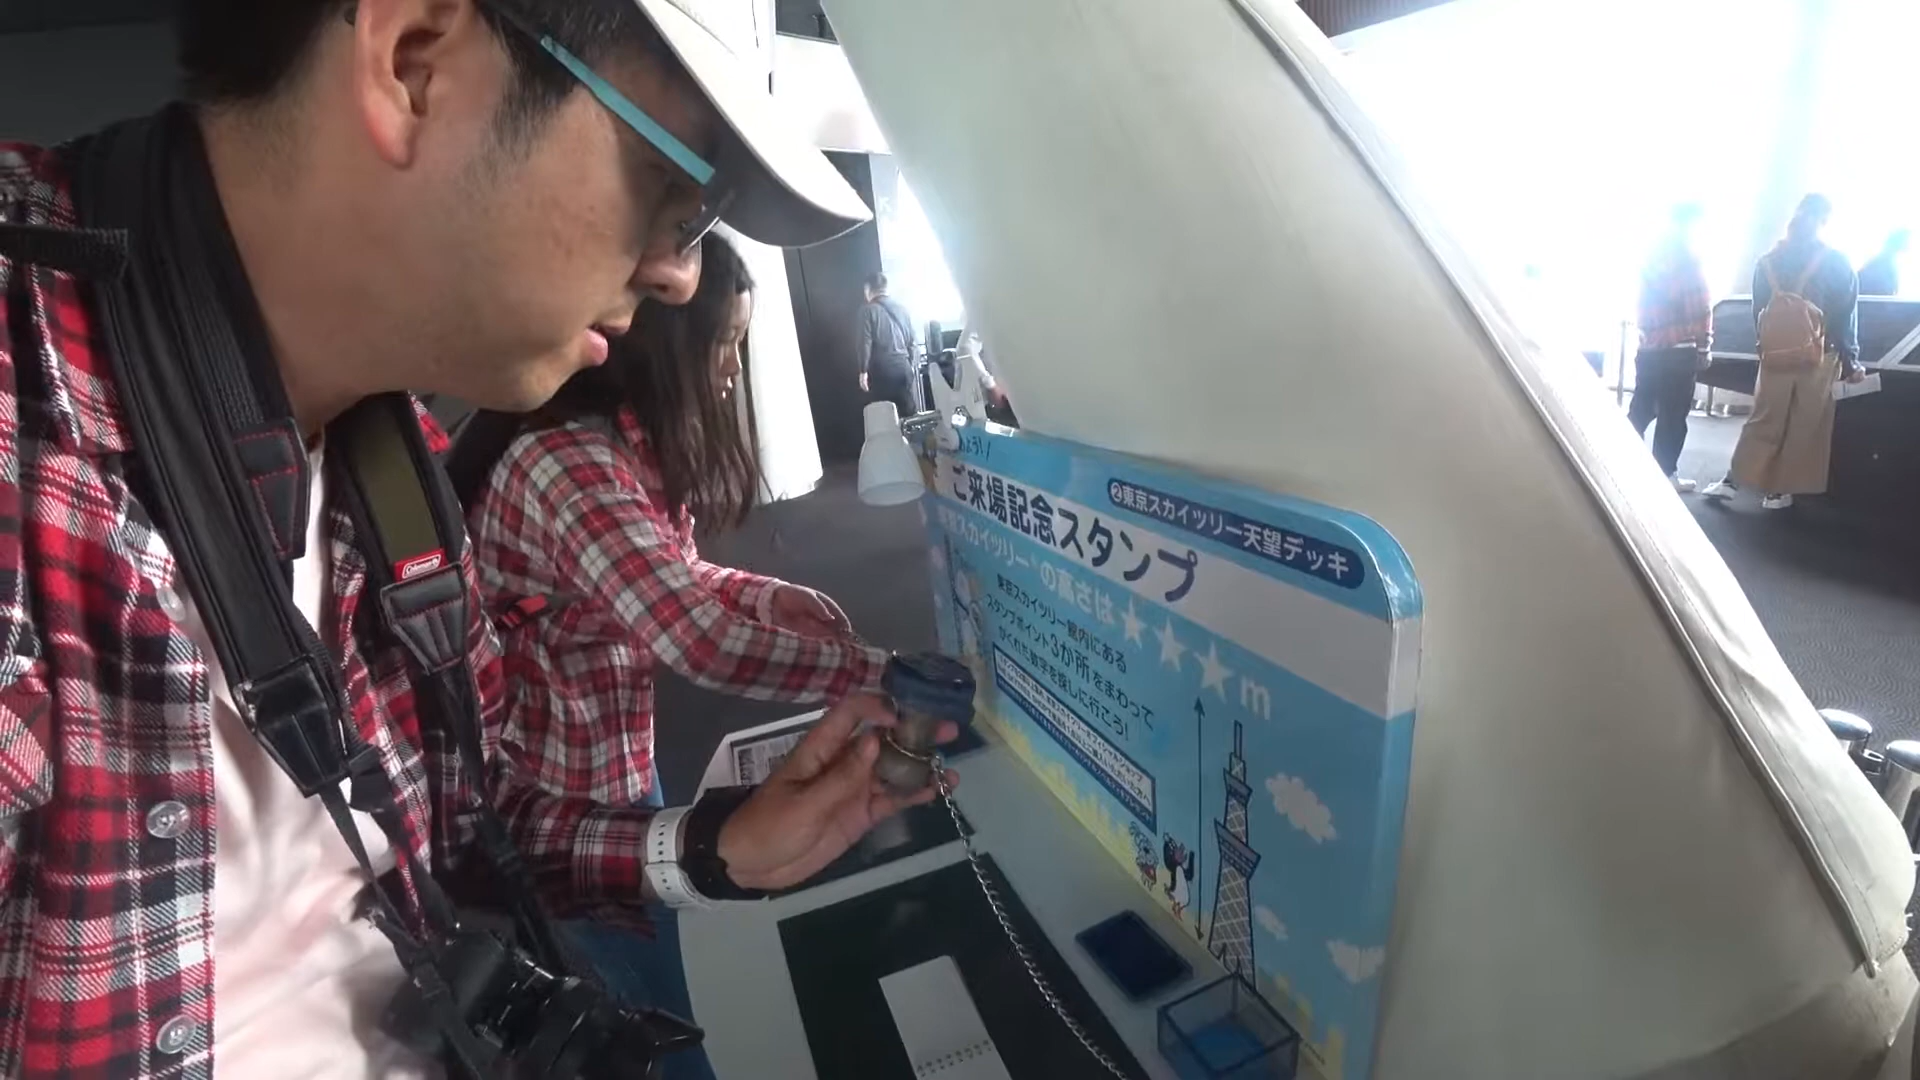 ②東京スカイツリー天望デッキ
ご来場記念スタンプ
東京スカイツリー®の高さは★★★m
東京スカイツリー館内にある
スタンプポイント3か所をまわって
かくれた数字を探しに行こう!
Coleman